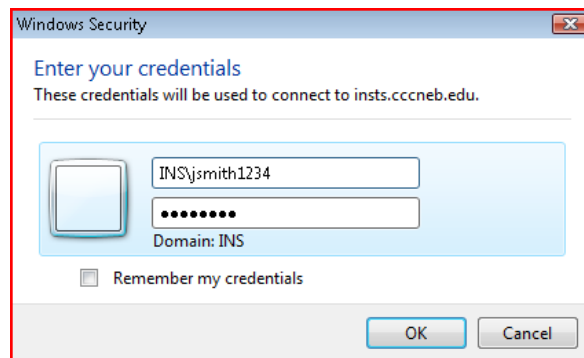 Windows Security
Enter your credentials
These credentials will be used to connect to insts.cccneb.edu.
INS\jsmith1234
●●●●●●●●
Domain: INS
Remember my credentials
OK
Cancel